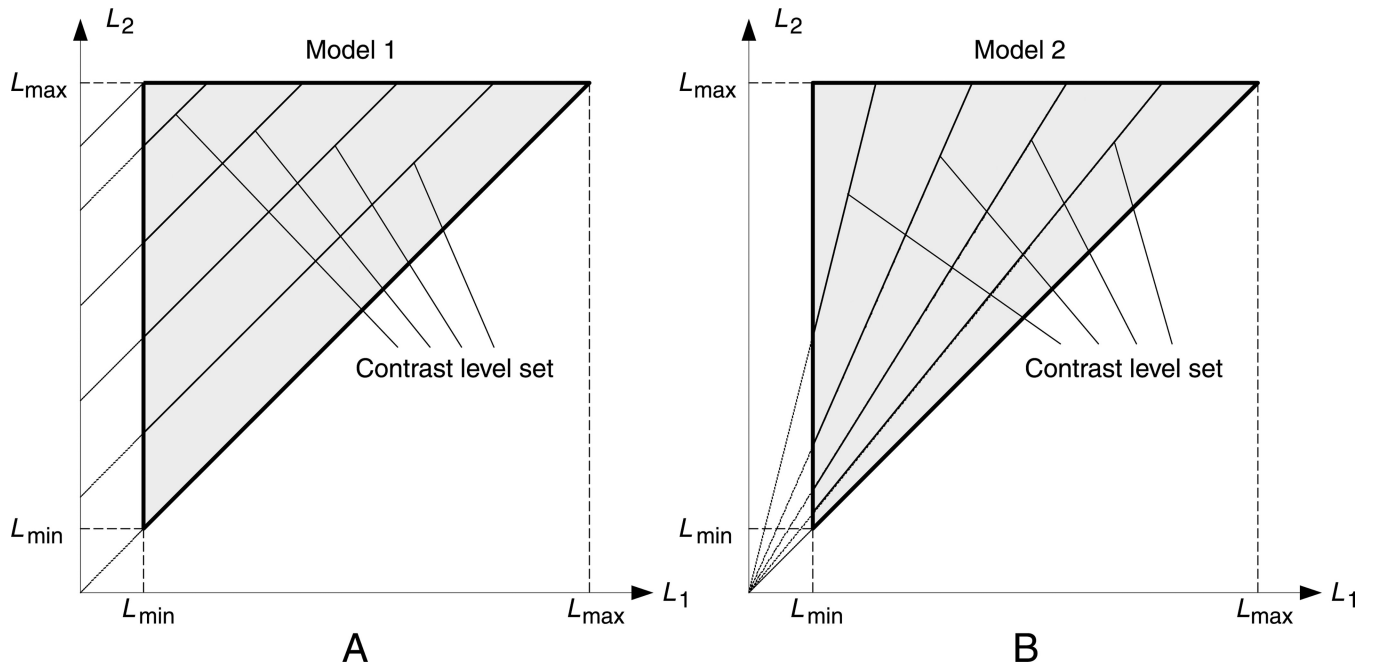 L2
L2
Model 1
Model 2
Lmax
Lmax
Contrast level set
Contrast level set
Lmin
Lmin
L1
L1
Lmin
Lmax
Lmin
Lmax
A
B